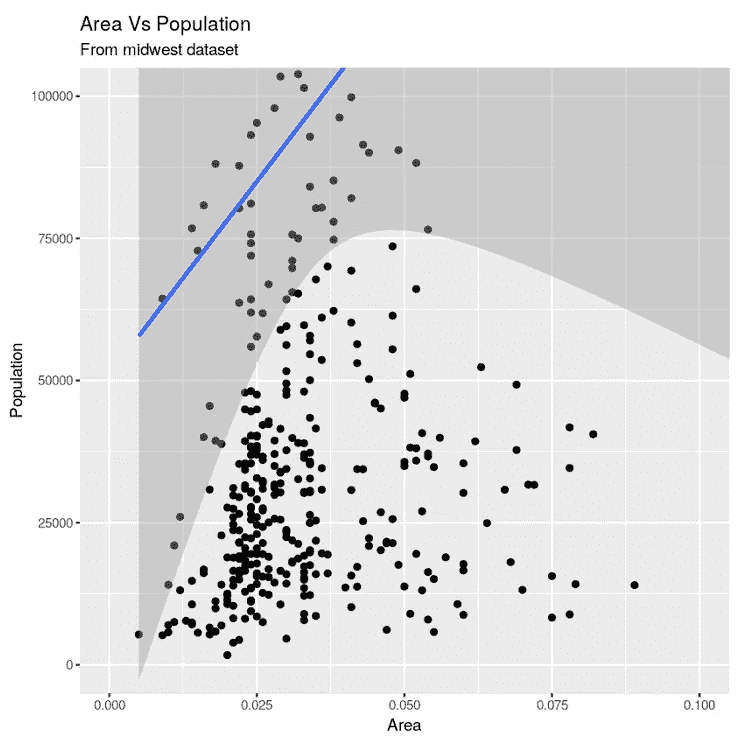 Area Vs Population
From midwest dataset
100000
75000
50000
25000
0
Population
0.000 0.025 0.050 0.075 0.100
Area